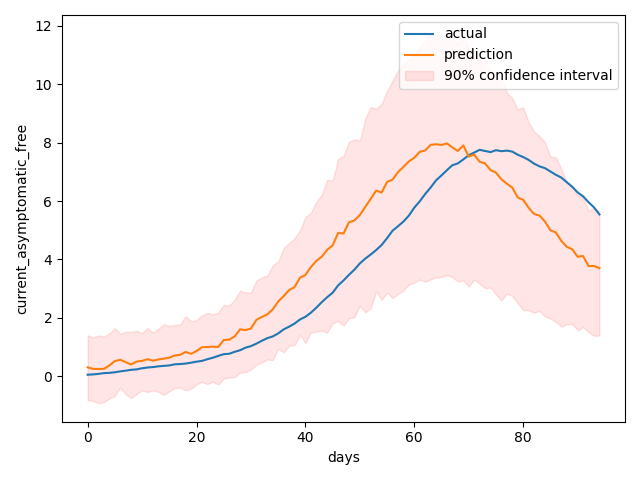 actual
prediction
90% confidence interval
12
10
8
6
4
2
0
current_asymptomatic_free
0
20
40
60
80
days